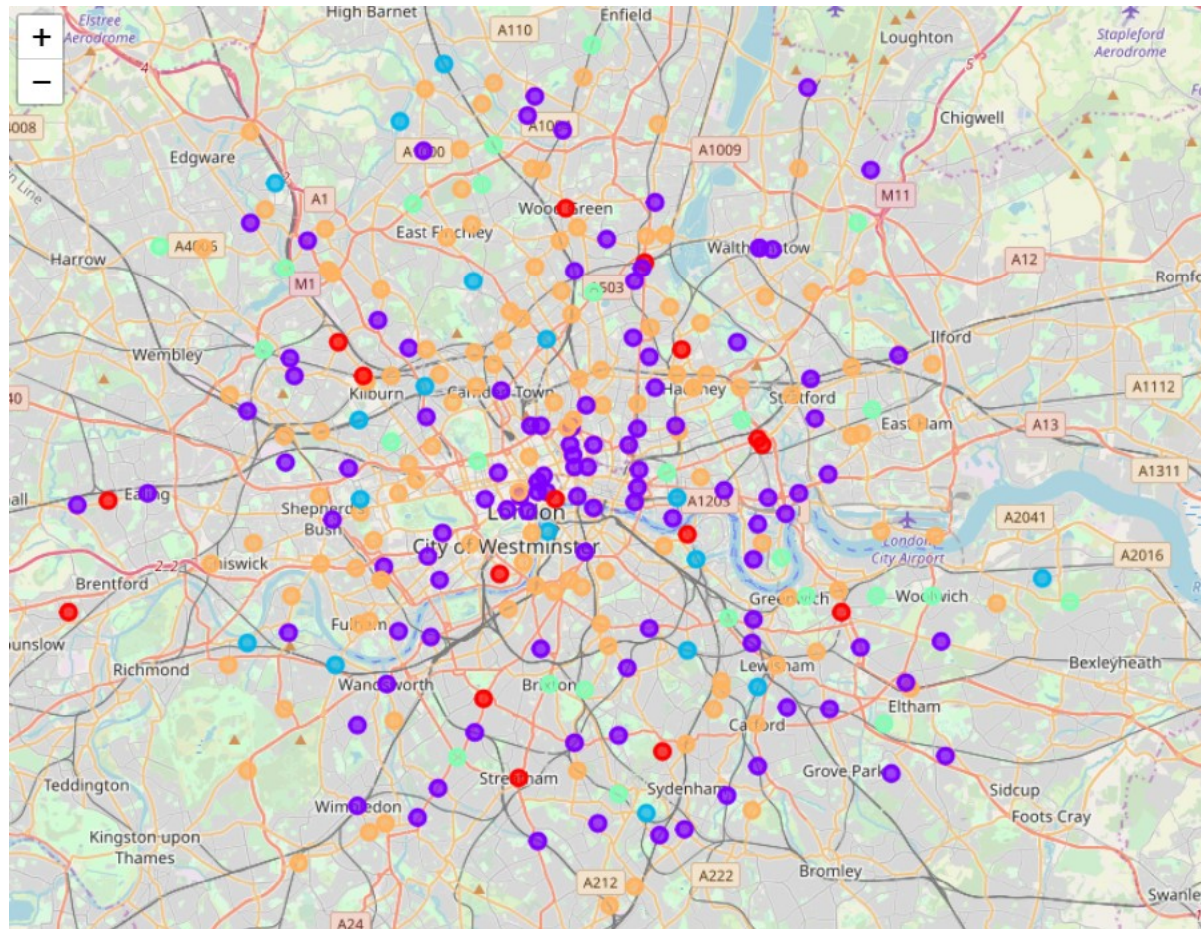 +
−
Elstree
Aerodrome
High Barnet
A110
Enfield
Loughton
Stapleford
Aerodrome
4
5
4008
Chigwell
Edgware
A1009
M11
A1
Wood Green
East Finchley
A4006
Harrow
Walthamstow
A12
M1
A503
Wembley
Ilford
Kilburn
Camden Town
Hackney
Stratford
A1112
40
East Ham
A13
A1311
Ealing
A1203
Shepherd's
Bush
London
A2041
City of Westminster
London
City Airport
A2016
2 2
Chiswick
Brentford
Greenwich
Woolwich
Fulham
Richmond
Lewisham
Bexleyheath
Wandsworth
Brixton
Eltham
Catford
Teddington
Streatham
Grove Park
Sydenham
Sidcup
Wimbledon
Foots Cray
Kingston upon
Thames
A212
A222
Bromley
A24